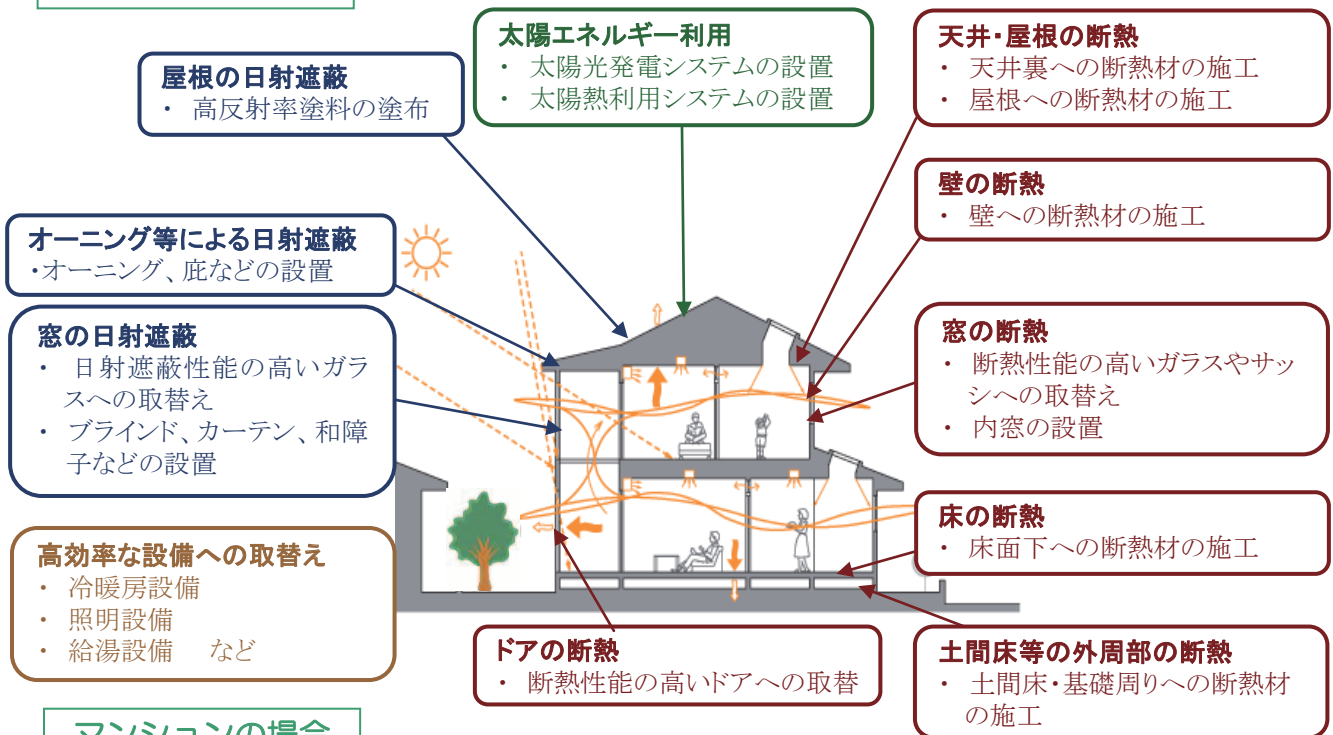 太陽エネルギー利用
・ 太陽光発電システムの設置
・ 太陽熱利用システムの設置
天井・屋根の断熱
・ 天井裏への断熱材の施工
・ 屋根への断熱材の施工
屋根の日射遮蔽
・ 高反射率塗料の塗布
壁の断熱
・ 壁への断熱材の施工
オーニング等による日射遮蔽
・オーニング、庇などの設置
窓の日射遮蔽
・ 日射遮蔽性能の高いガラ
スへの取替え
・ ブラインド、カーテン、和障
子などの設置
窓の断熱
・ 断熱性能の高いガラスやサッ
シへの取替え
・ 内窓の設置
高効率な設備への取替え
・ 冷暖房設備
・ 照明設備
・ 給湯設備 など
床の断熱
・ 床面下への断熱材の施工
ドアの断熱
・ 断熱性能の高いドアへの取替
土間床等の外周部の断熱
・ 土間床・基礎周りへの断熱材
の施工
マンションの場合